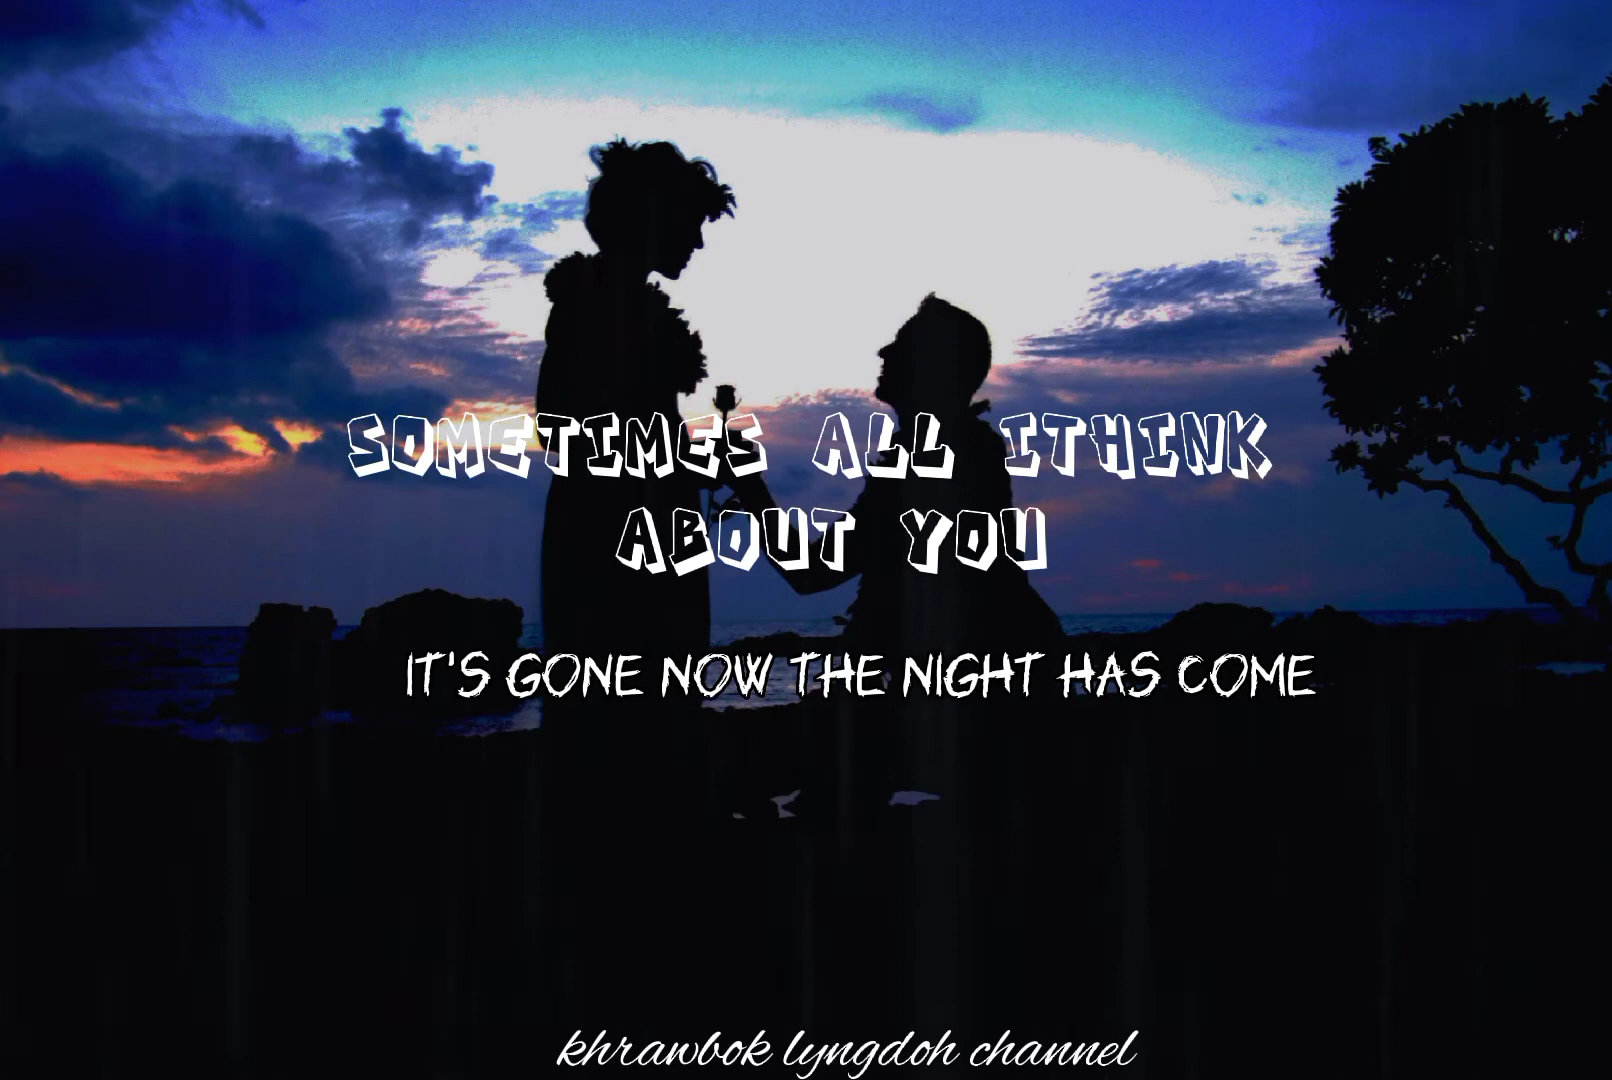 SOMETIMES ALL ITHINK
ABOUT YOU
IT'S GONE NOW THE NIGHT HAS COME
khrawbok lyngdoh channel